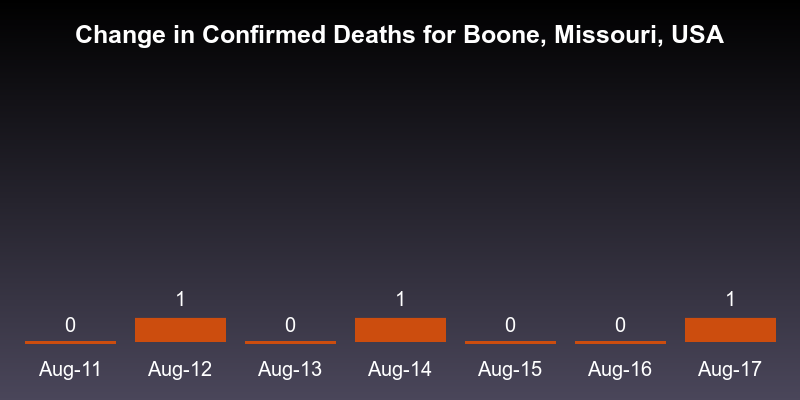 Change in Confirmed Deaths for Boone, Missouri, USA
0 1 0 1 0 0 1
Aug-11 Aug-12 Aug-13 Aug-14 Aug-15 Aug-16 Aug-17